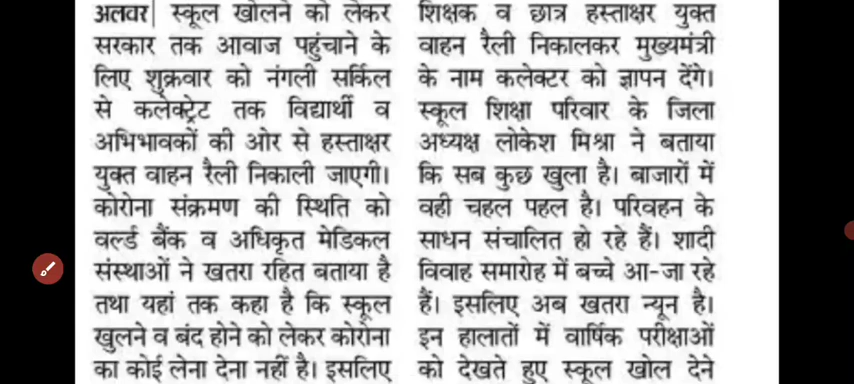 अलवर| स्कूल खोलने को लेकर
सरकार तक आवाज पहुंचाने के
लिए शुक्रवार को नंगली सर्किल
से कलेक्ट्रेट तक विद्यार्थी व
अभिभावकों की ओर से हस्ताक्षर
युक्त वाहन रैली निकाली जाएगी।
कोरोना संक्रमण की स्थिति को
वर्ल्ड बैंक व अधिकृत मेडिकल
संस्थाओं ने खतरा रहित बताया है
तथा यहां तक कहा है कि स्कूल
खुलने व बंद होने को लेकर कोरोना
का कोई लेना देना नहीं है। इसलिए
शिक्षक व छात्र हस्ताक्षर युक्त
वाहन रैली निकालकर मुख्यमंत्री
के नाम कलेक्टर को ज्ञापन देंगे।
स्कूल शिक्षा परिवार के जिला
अध्यक्ष लोकेश मिश्रा ने बताया
कि सब कुछ खुला है। बाजारों में
वही चहल पहल है। परिवहन के
साधन संचालित हो रहे हैं। शादी
विवाह समारोह में बच्चे आ-जा रहे
हैं। इसलिए अब खतरा न्यून है।
इन हालातों में वार्षिक परीक्षाओं
को देखते हुए स्कूल खोल देने